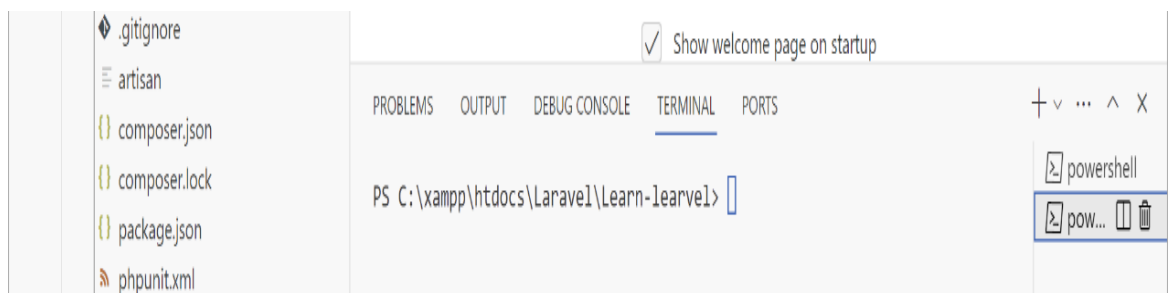 .gitignore
artisan
composer.json
composer.lock
package.json
phpunit.xml
Show welcome page on startup
PROBLEMS OUTPUT DEBUG CONSOLE TERMINAL PORTS
PS C:\xampp\htdocs\Laravel\Learn-learvel>
powershell
pow...